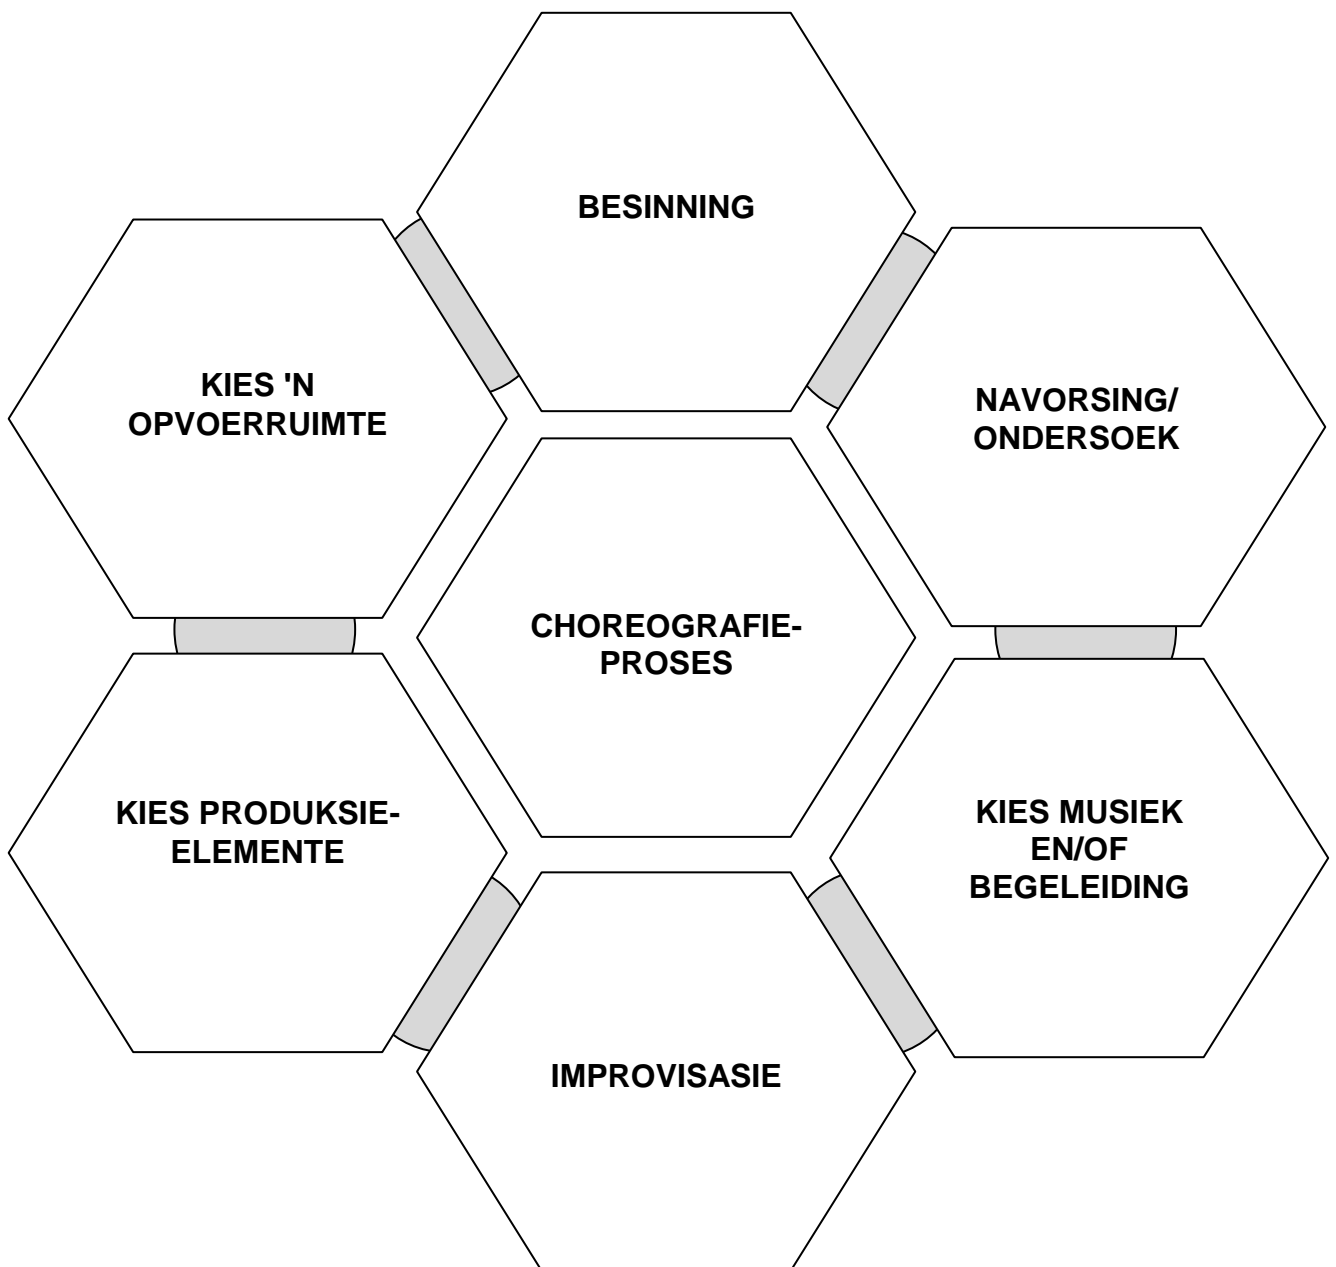 BESINNING
KIES 'N
OPVOERRUIMTE
NAVORSING/
ONDERSOEK
CHOREOGRAFIE-
PROSES
KIES PRODUKSIE-
ELEMENTE
KIES MUSIEK
EN/OF
BEGELEIDING
IMPROVISASIE